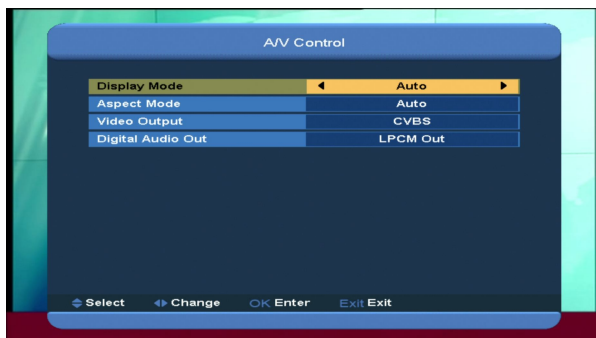 A/V Control
Display Mode Auto
Aspect Mode Auto
Video Output CVBS
Digital Audio Out LPCM Out
Select Change OK Enter Exit Exit